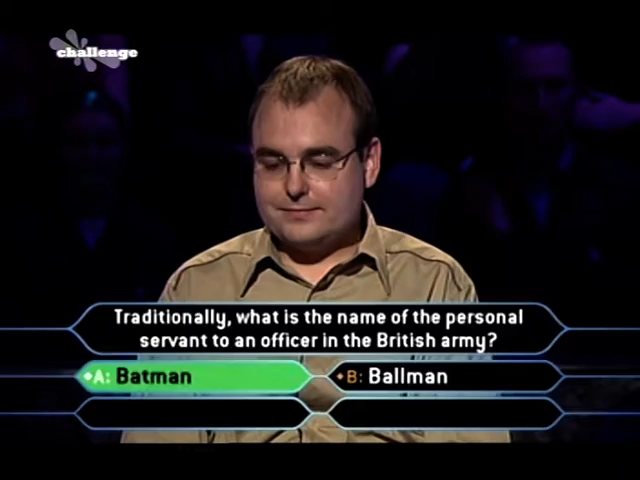 challenge
Traditionally, what is the name of the personal
servant to an officer in the British army?
A: Batman
B: Ballman